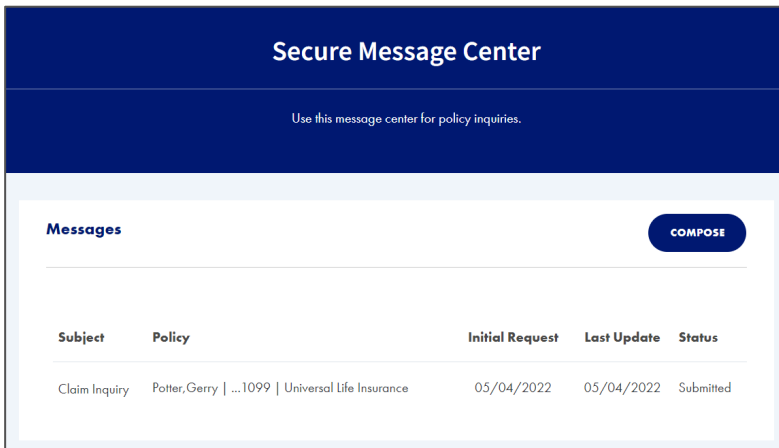 Secure Message Center
Use this message center for policy inquiries.
Messages
COMPOSE
Subject Policy Initial Request Last Update Status
Claim Inquiry Potter,Gerry | ...1099 | Universal Life Insurance 05/04/2022 05/04/2022 Submitted